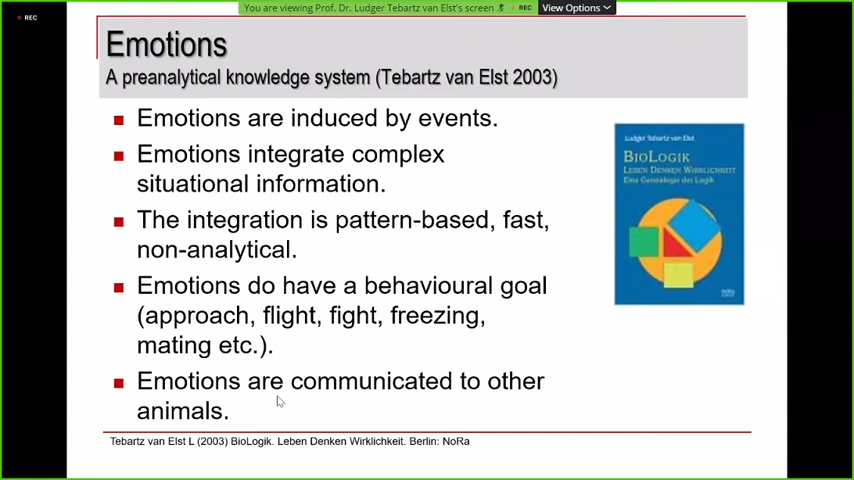 REC
You are viewing Prof. Dr. Ludger Tebartz van Elst's screen
REC
View Options
Emotions
A preanalytical knowledge system (Tebartz van Elst 2003)
Emotions are induced by events.
Emotions integrate complex
situational information.
The integration is pattern-based, fast,
non-analytical.
Emotions do have a behavioural goal
(approach, flight, fight, freezing,
mating etc.).
Emotions are communicated to other
animals.
Ludger Tebartz van Elst
BIOLOGIK
LEBEN DENKEN WIRKLICHKEIT
Eine Genealogie der Logik
Tebartz van Elst L (2003) BioLogik. Leben Denken Wirklichkeit. Berlin: NoRa